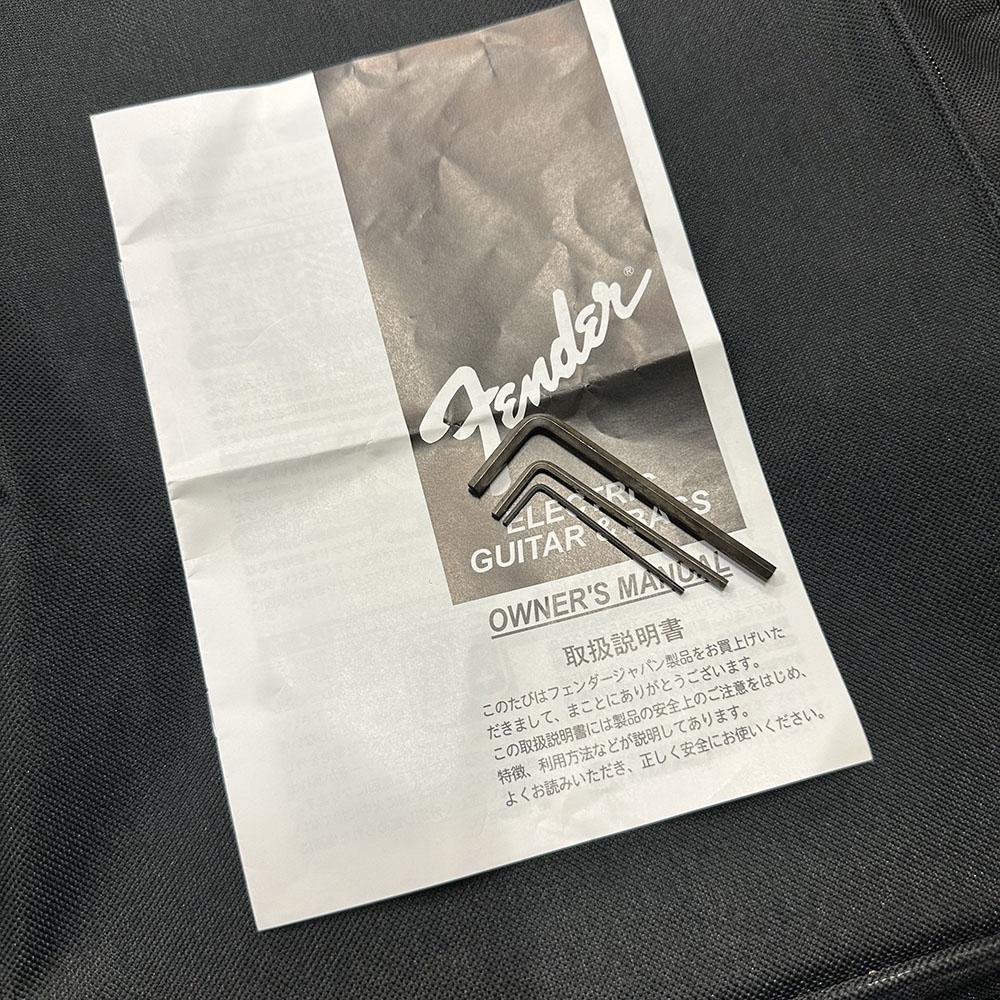 Fender®
ELECTRIC
GUITAR & BASS
OWNER'S MANUAL
取扱説明書
このたびはフェンダージャパン製品をお買上げいた
だきまして、まことにありがとうございます。
この取扱説明書には製品の安全上のご注意をはじめ、
特徴、利用方法などが説明してあります。
よくお読みいただき、正しく安全にお使いください。